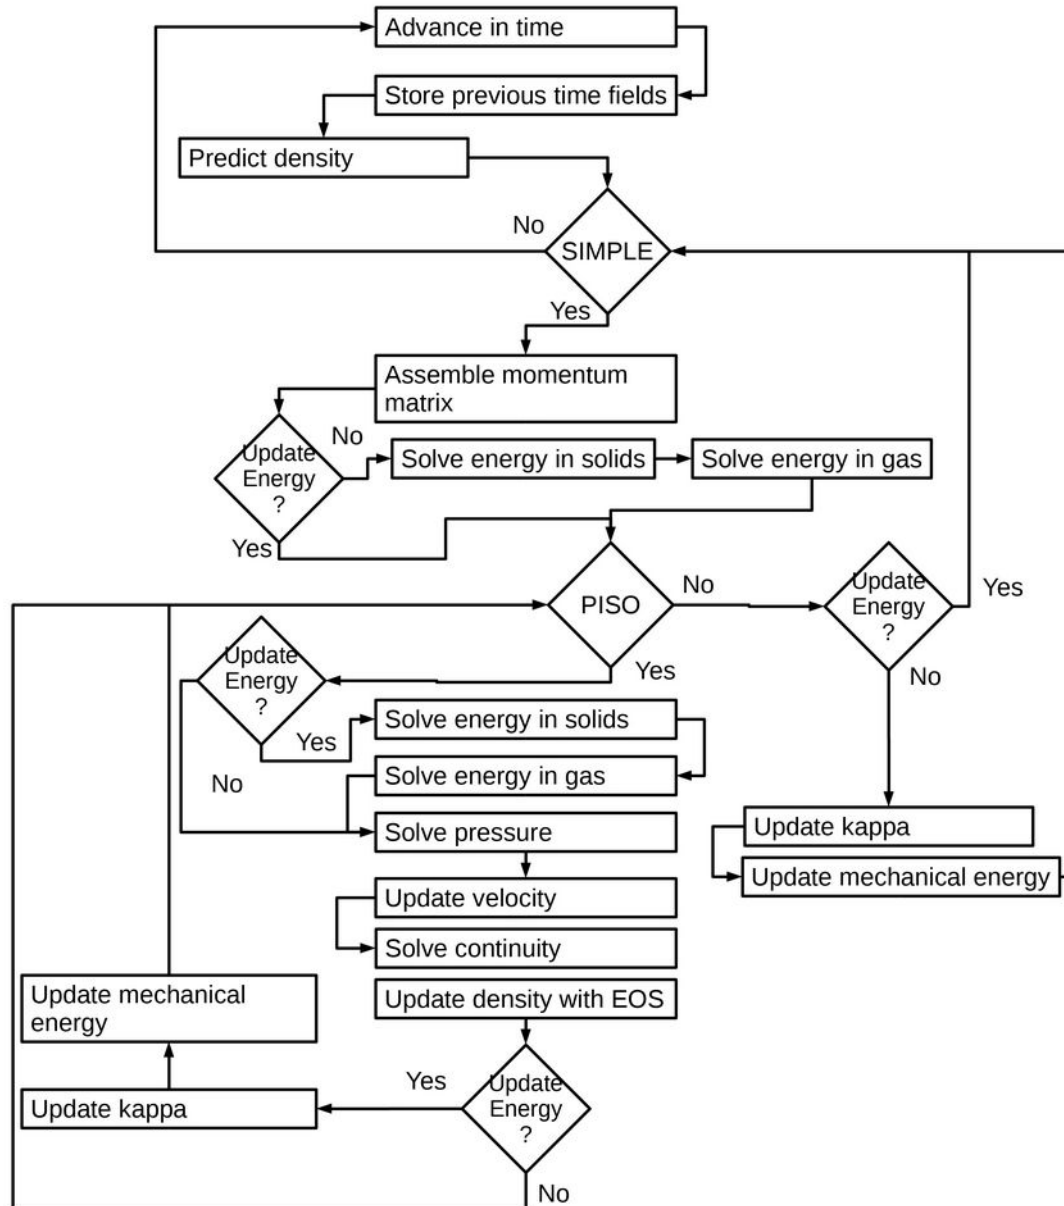 Advance in time
Store previous time fields
Predict density
No
SIMPLE
Yes
Assemble momentum
matrix
No
Update
Energy
?
Solve energy in solids
Solve energy in gas
Yes
PISO
No
Update
Energy
?
Yes
Yes
No
Update
Energy
?
Yes
No
Solve energy in solids
Solve energy in gas
Solve pressure
Update kappa
Update mechanical energy
Update velocity
Solve continuity
Update density with EOS
Update mechanical
energy
Yes
Update
Energy
?
Update kappa
No